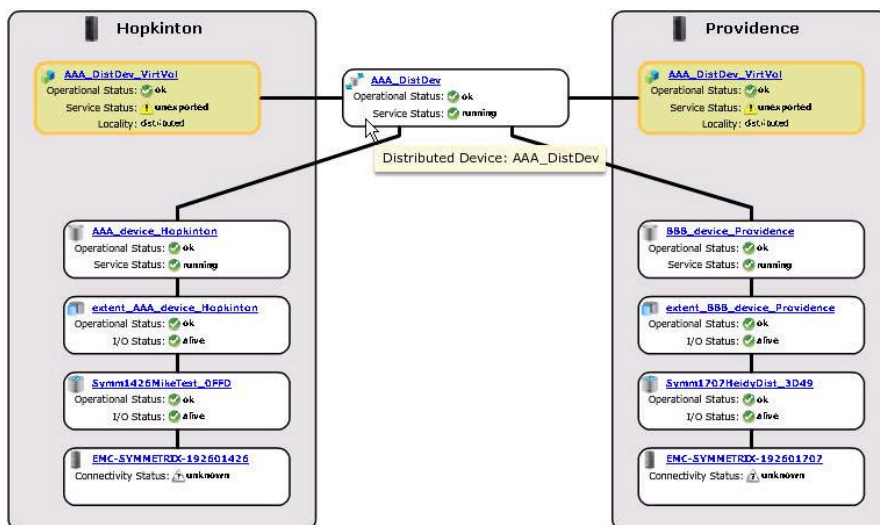 Hopkinton
AAA_DistDev_VirtVol
Operational Status: ok
Service Status: unexported
Locality: distributed
AAA_DistDev
Operational Status: ok
Service Status: running
Distributed Device: AAA_DistDev
Providence
AAA_DistDev_VirtVol
Operational Status: ok
Service Status: unexported
Locality: distributed
AAA_device_Hopkinton
Operational Status: ok
Service Status: running
extent_AAA_device_Hopkinton
Operational Status: ok
I/O Status: alive
Symm1426MikeTest_0FFD
Operational Status: ok
I/O Status: alive
EMC-SYMMETRIX-192601426
Connectivity Status: unknown
BBB_device_Providence
Operational Status: ok
Service Status: running
extent_BBB_device_Providence
Operational Status: ok
I/O Status: alive
Symm1707HeidyDist_3D49
Operational Status: ok
I/O Status: alive
EMC-SYMMETRIX-192601707
Connectivity Status: unknown